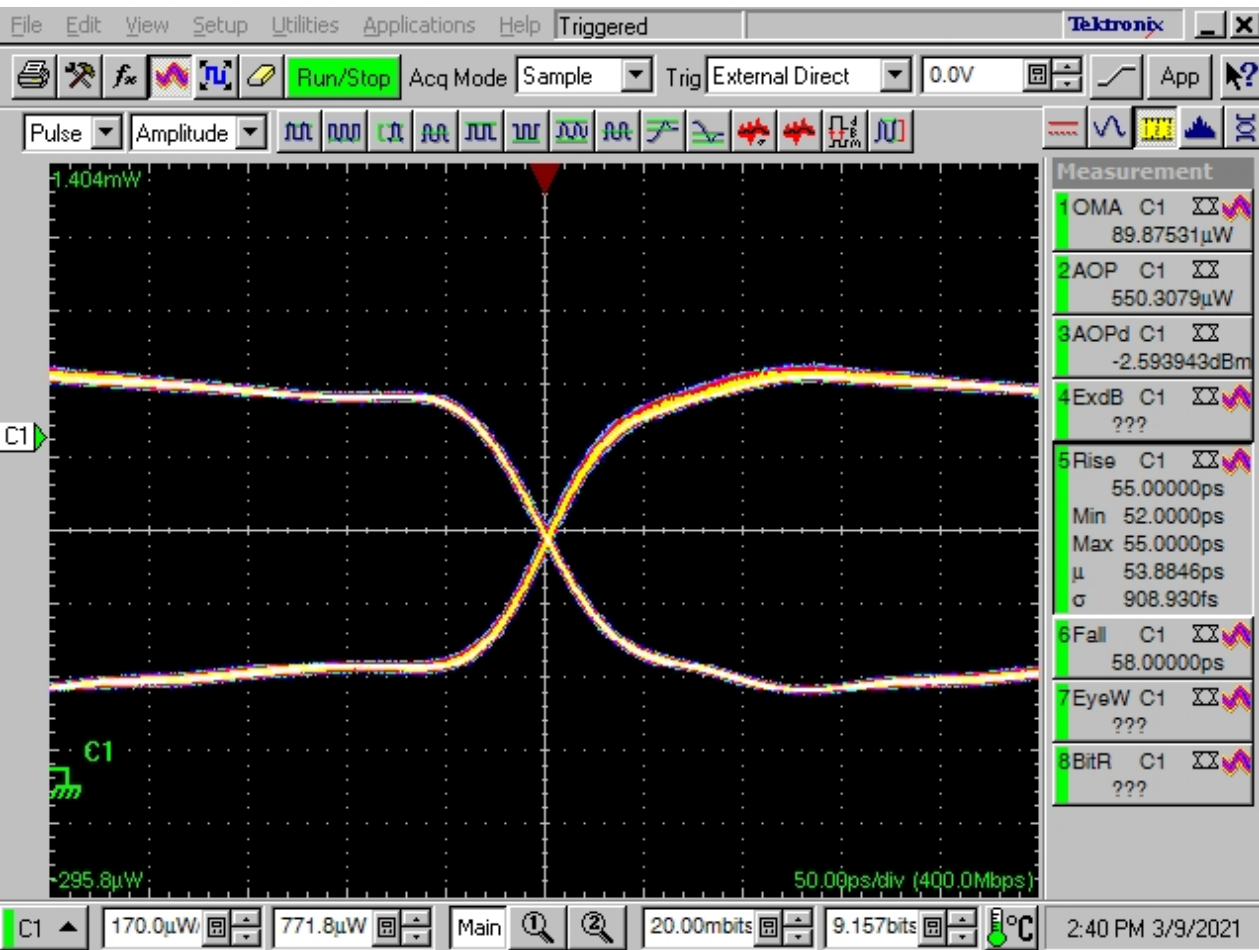 File Edit View Setup Utilities Applications Help Triggered Tektronix
Run/Stop Acq Mode Sample Trig External Direct 0.0V App
Pulse Amplitude
1.404mW
Measurement
1 OMA C1
89.87531µW
2 AOP C1
550.3079µW
3 AOPd C1
-2.593943dBm
4 ExdB C1
???
5 Rise C1
55.00000ps
Min 52.0000ps
Max 55.0000ps
µ 53.8846ps
σ 908.930fs
6 Fall C1
58.00000ps
7 EyeW C1
???
8 BitR C1
???
C1
C1
-295.8µW 50.00ps/div (400.0Mbps)
C1 170.0µW/ 771.8µW Main 1 2 20.00mbits 9.157bits °C 2:40 PM 3/9/2021